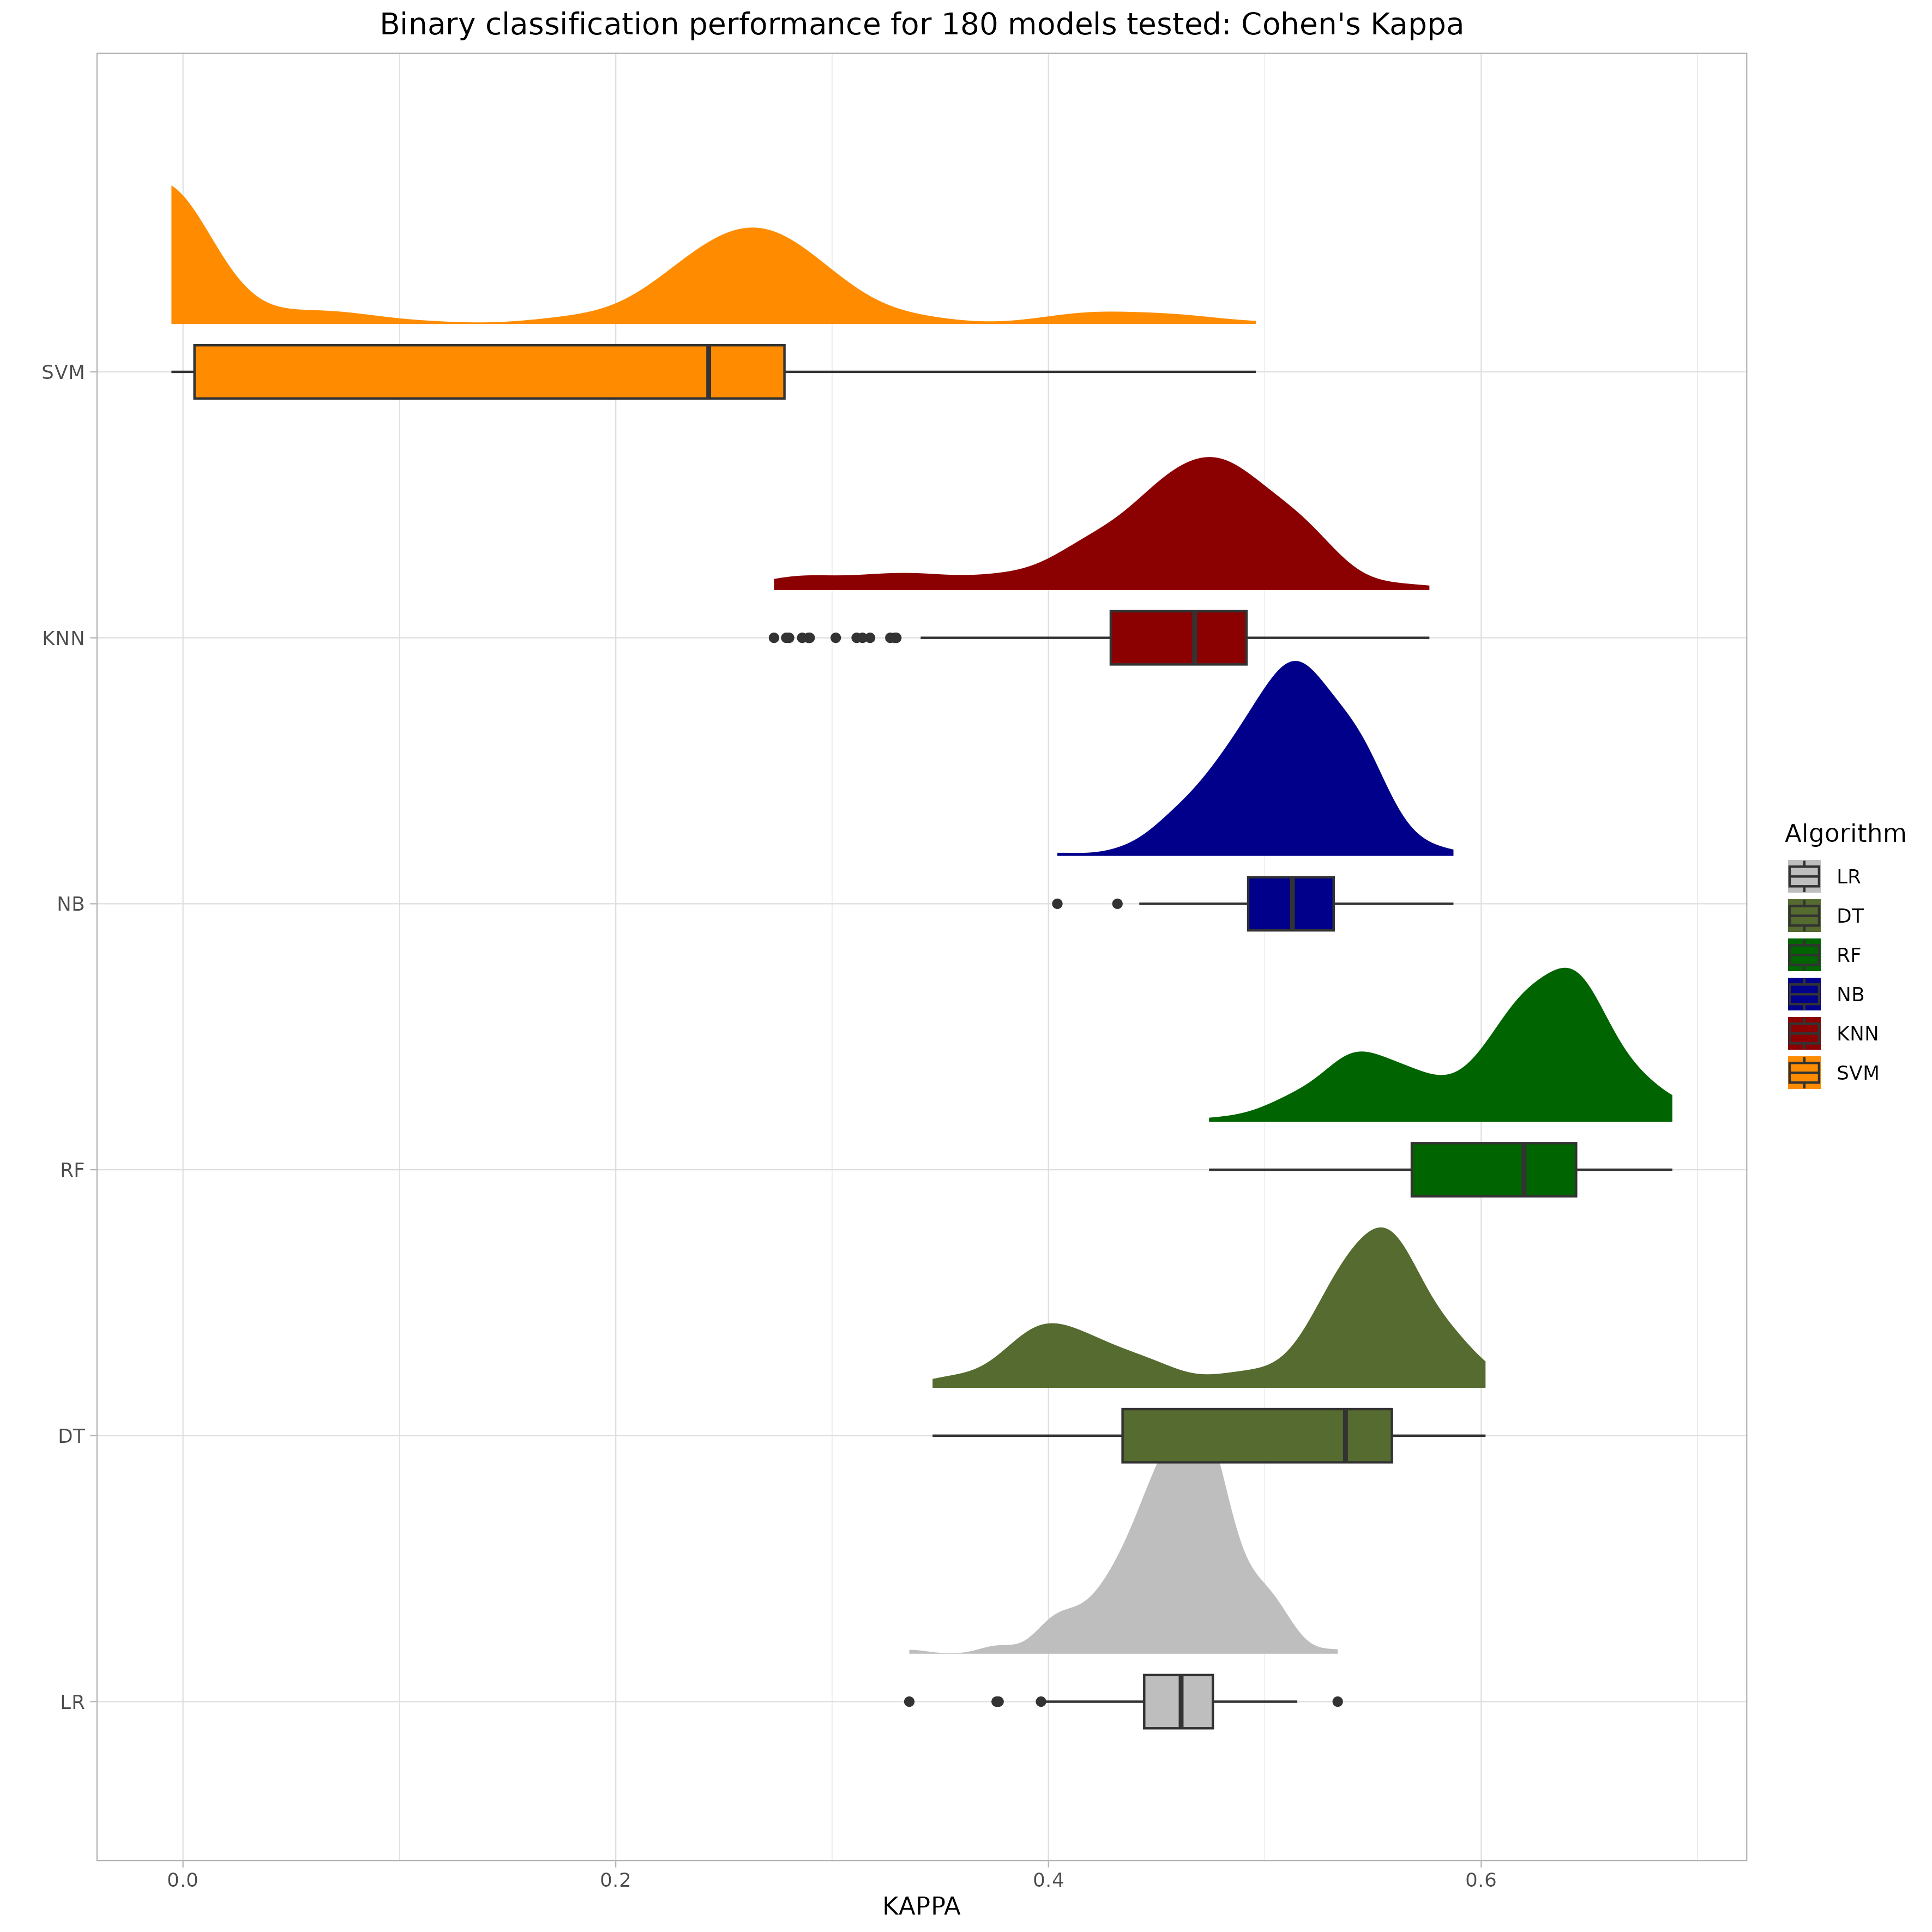 Binary classification performance for 180 models tested: Cohen's Kappa
SVM
KNN
NB
RF
DT
LR
0.0 0.2 0.4 0.6
KAPPA
Algorithm
LR
DT
RF
NB
KNN
SVM